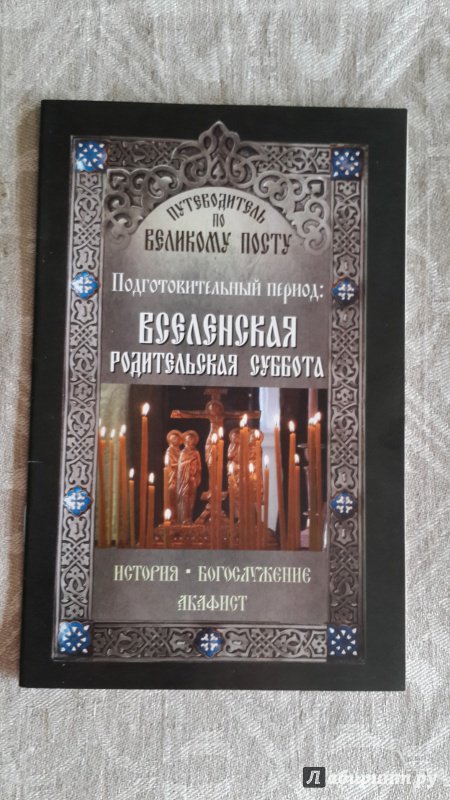 ПУТЕВОДИТЕЛЬ
ПО
ВЕЛИКОМУ ПОСТУ
Подготовительный период:
ВСЕЛЕНСКАЯ
РОДИТЕЛЬСКАЯ СУББОТА
ИСТОРИЯ • БОГОСЛУЖЕНИЕ
АКАФИСТ
Лабиринт.ру